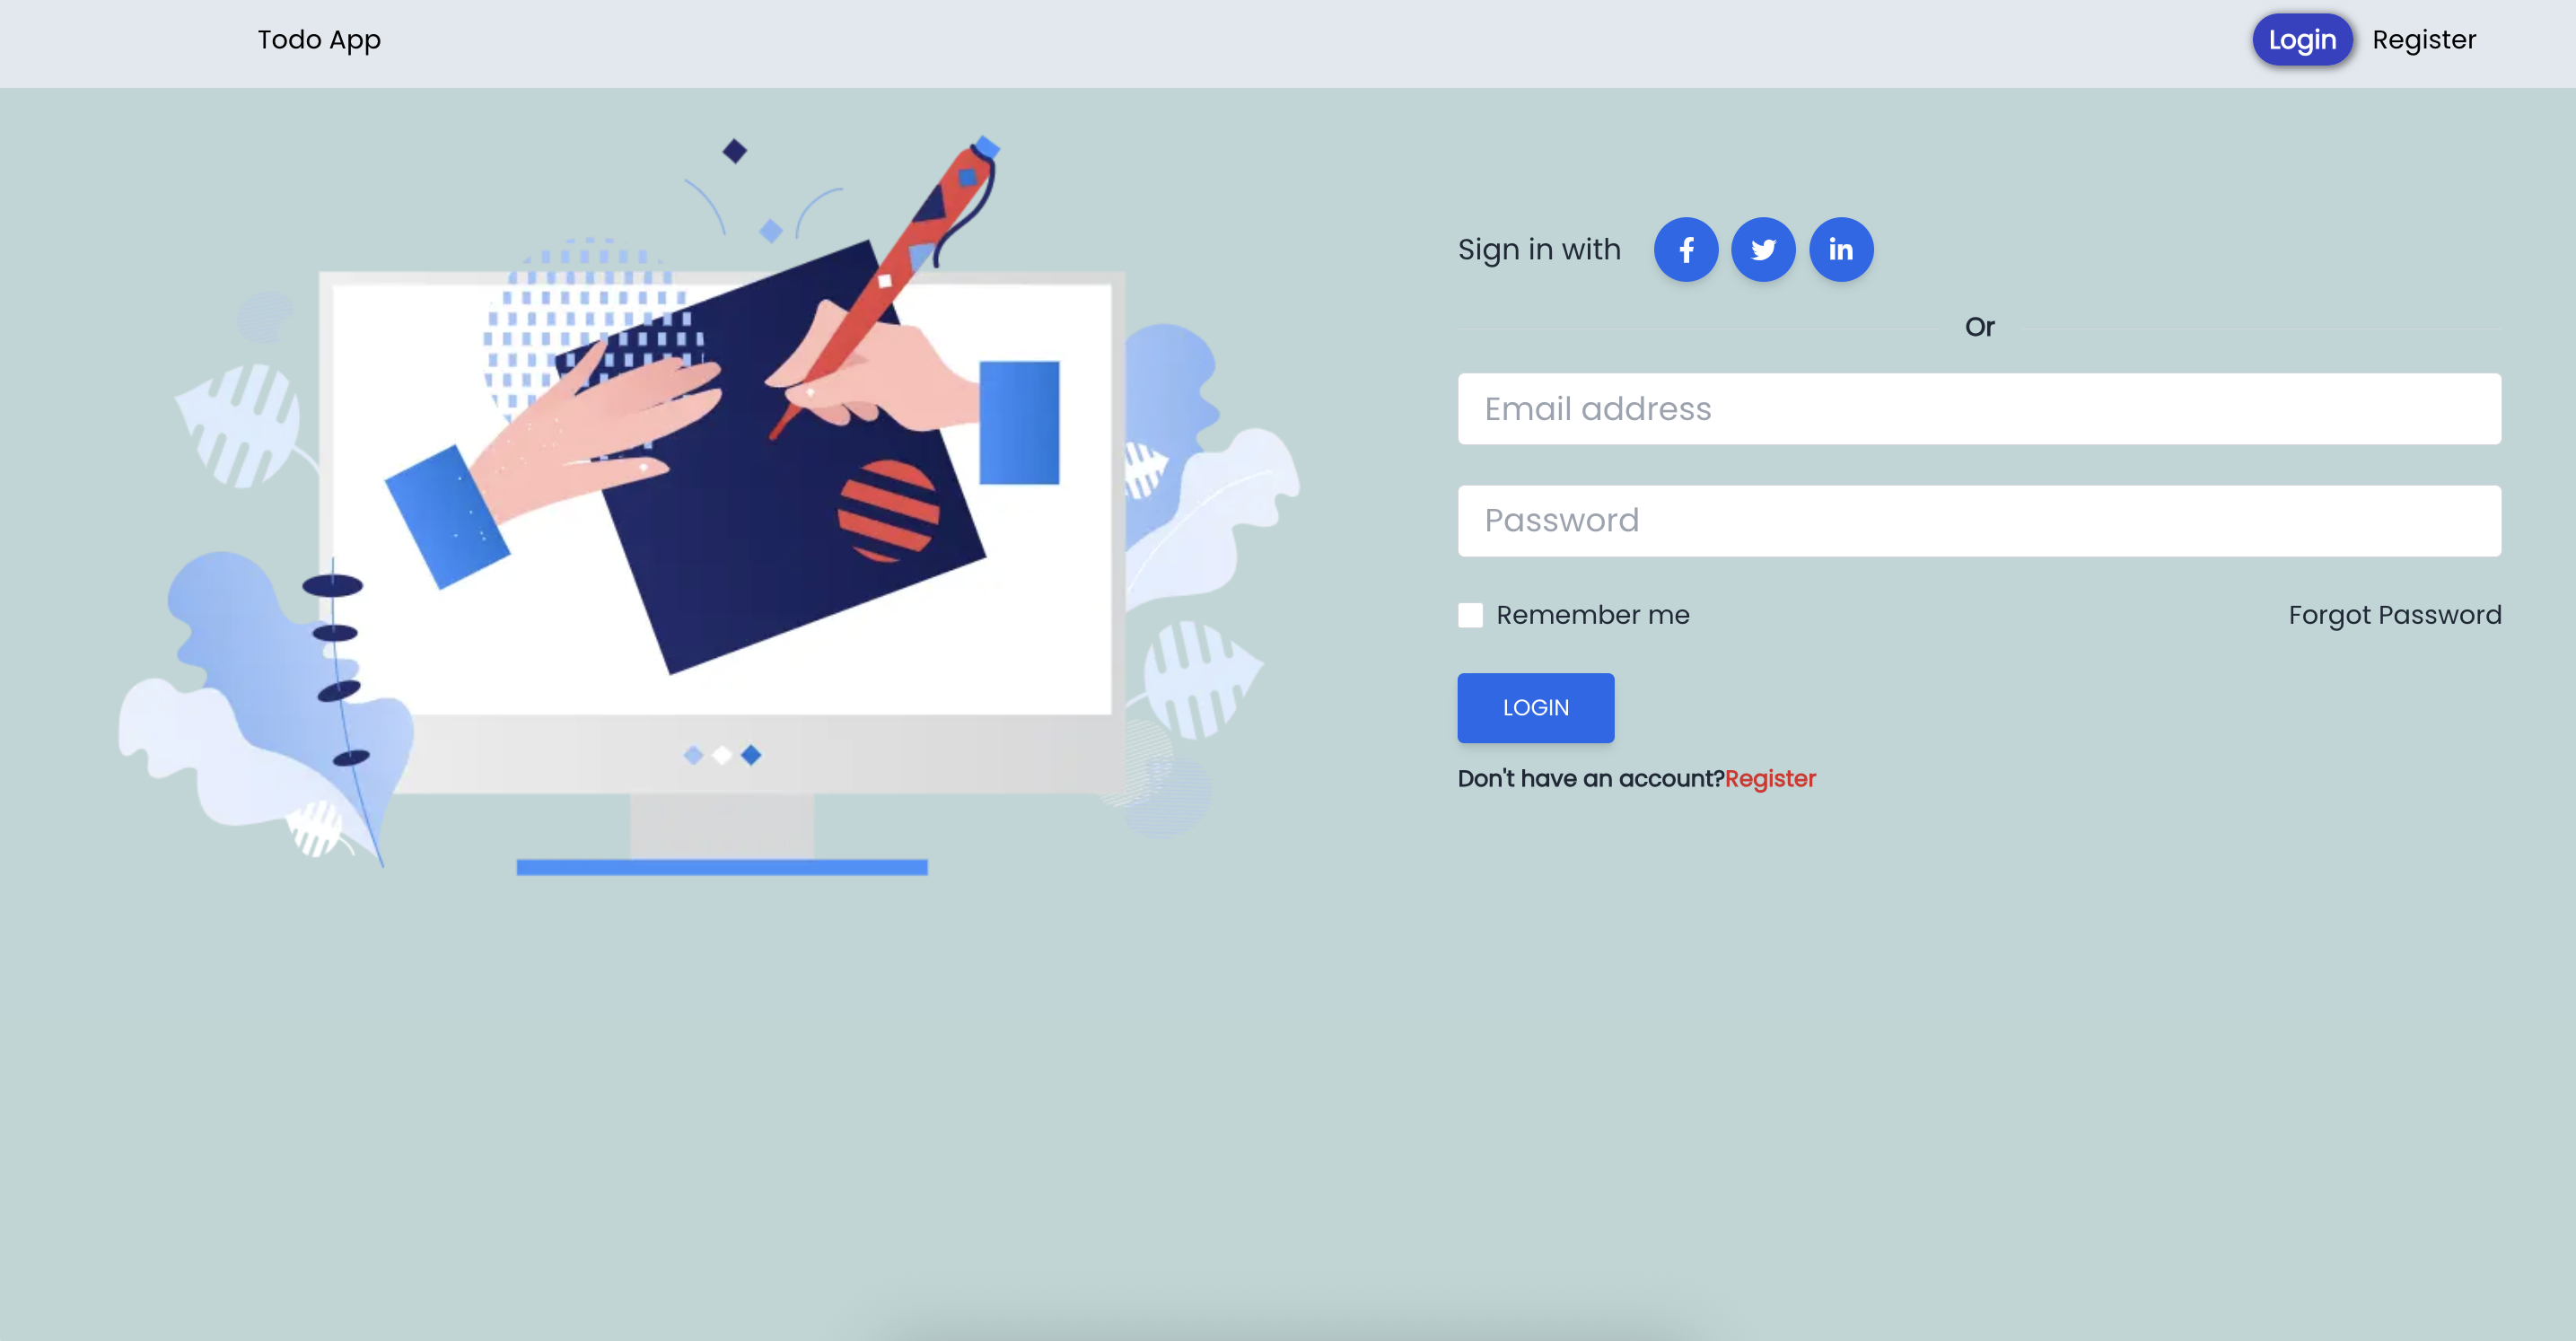 Todo App
Login
Register
Sign in with
Or
Email address
Password
Remember me
Forgot Password
LOGIN
Don't have an account?Register